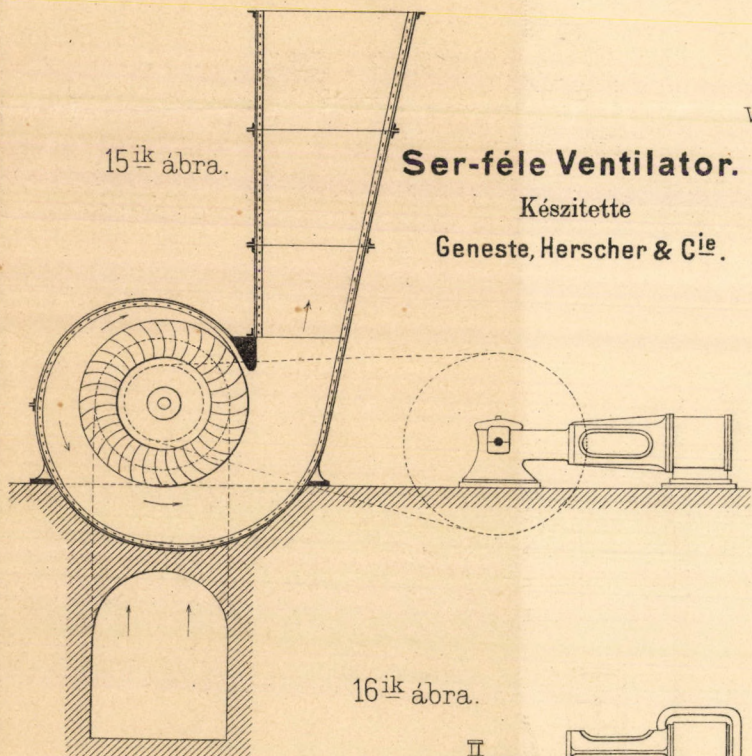 15ik ábra.
Ser-féle Ventilator.
Készitette
Geneste, Herscher & Cie.
16ik ábra.